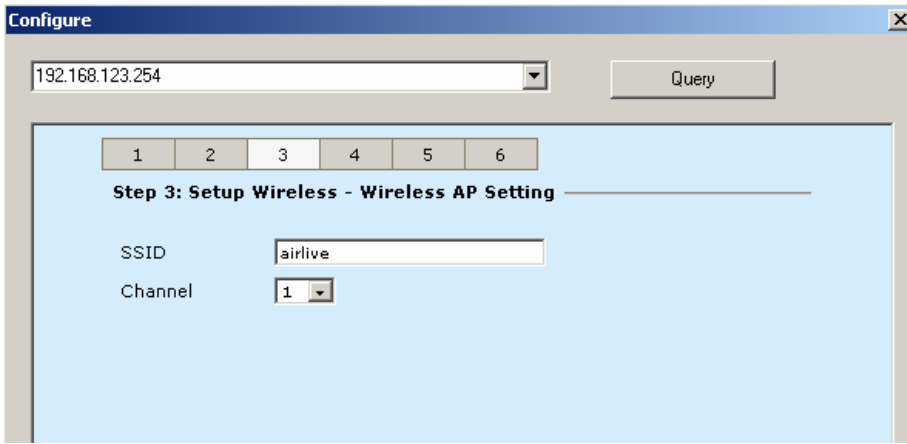 Configure
192.168.123.254 Query
1 2 3 4 5 6
Step 3: Setup Wireless - Wireless AP Setting
SSID airlive
Channel 1